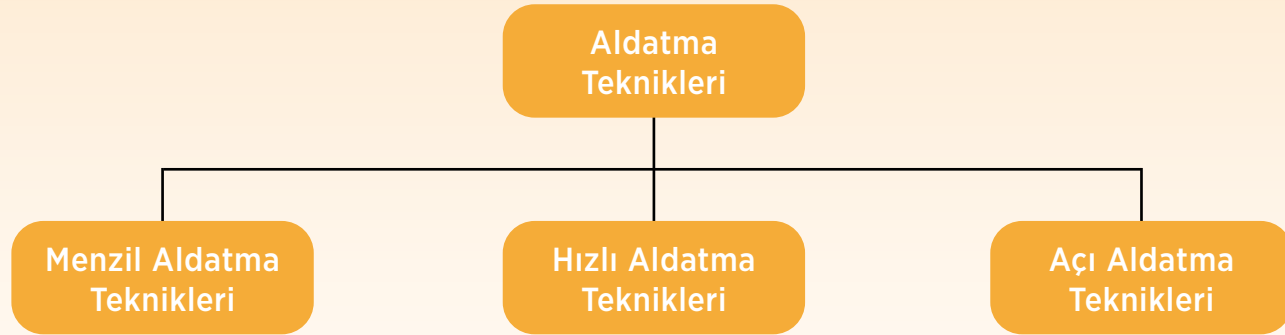 Aldatma
Teknikleri
Menzil Aldatma
Teknikleri
Hızlı Aldatma
Teknikleri
Açı Aldatma
Teknikleri